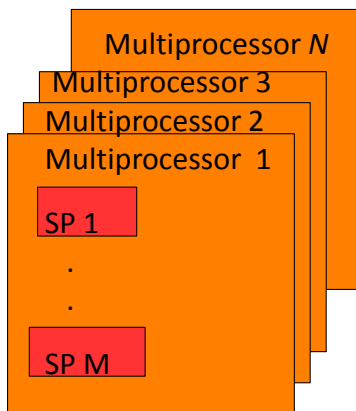 Multiprocessor N
Multiprocessor 3
Multiprocessor 2
Multiprocessor 1
SP 1
.
.
SP M